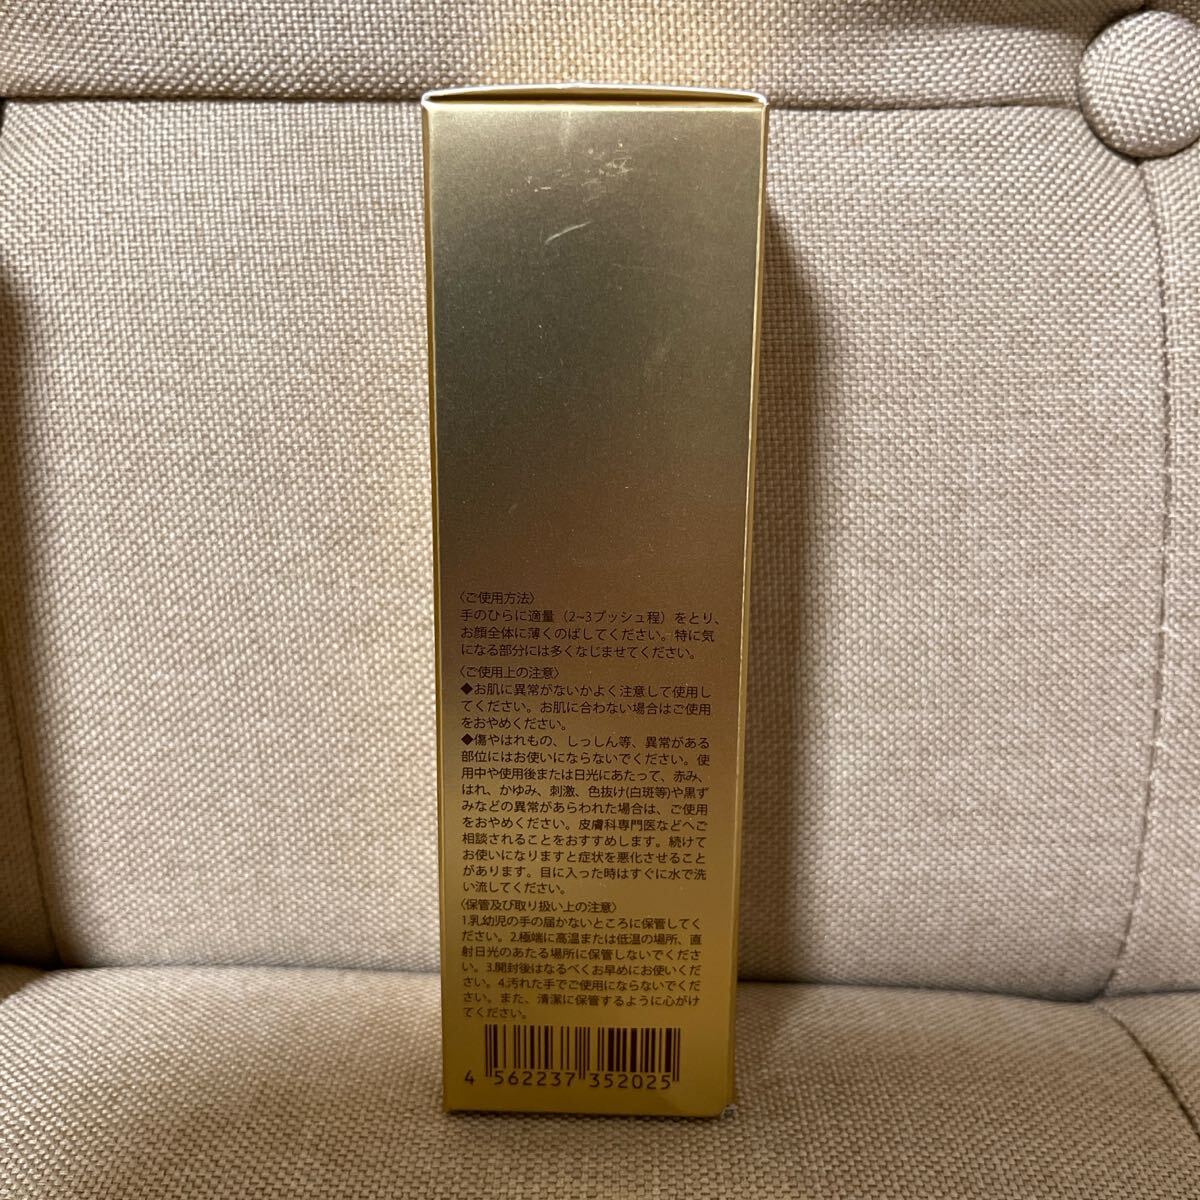 〈ご使用方法〉
手のひらに適量（2~3プッシュ程）をとり、
お顔全体に薄くのばしてください。特に気
になる部分には多くなじませてください。
〈ご使用上の注意〉
◆お肌に異常がないかよく注意して使用し
てください。お肌に合わない場合はご使用
をおやめください。
◆傷やはれもの、しっしん等、異常がある
部位にはお使いにならないでください。使
用中や使用後または日光にあたって、赤み、
はれ、かゆみ、刺激、色抜け(白斑等)や黒ず
みなどの異常があらわれた場合は、ご使用
をおやめください。皮膚科専門医などへご
相談されることをおすすめします。続けて
お使いになりますと症状を悪化させること
があります。目に入った時はすぐに水で洗
い流してください。
〈保管及び取り扱い上の注意〉
1.乳幼児の手の届かないところに保管してく
ださい。2.極端に高温または低温の場所、直
射日光のあたる場所に保管しないでくださ
い。3.開封後はなるべくお早めにお使いくだ
さい。4.汚れた手でご使用にならないでくだ
さい。また、清潔に保管するように心がけ
てください。
4 562237 352025